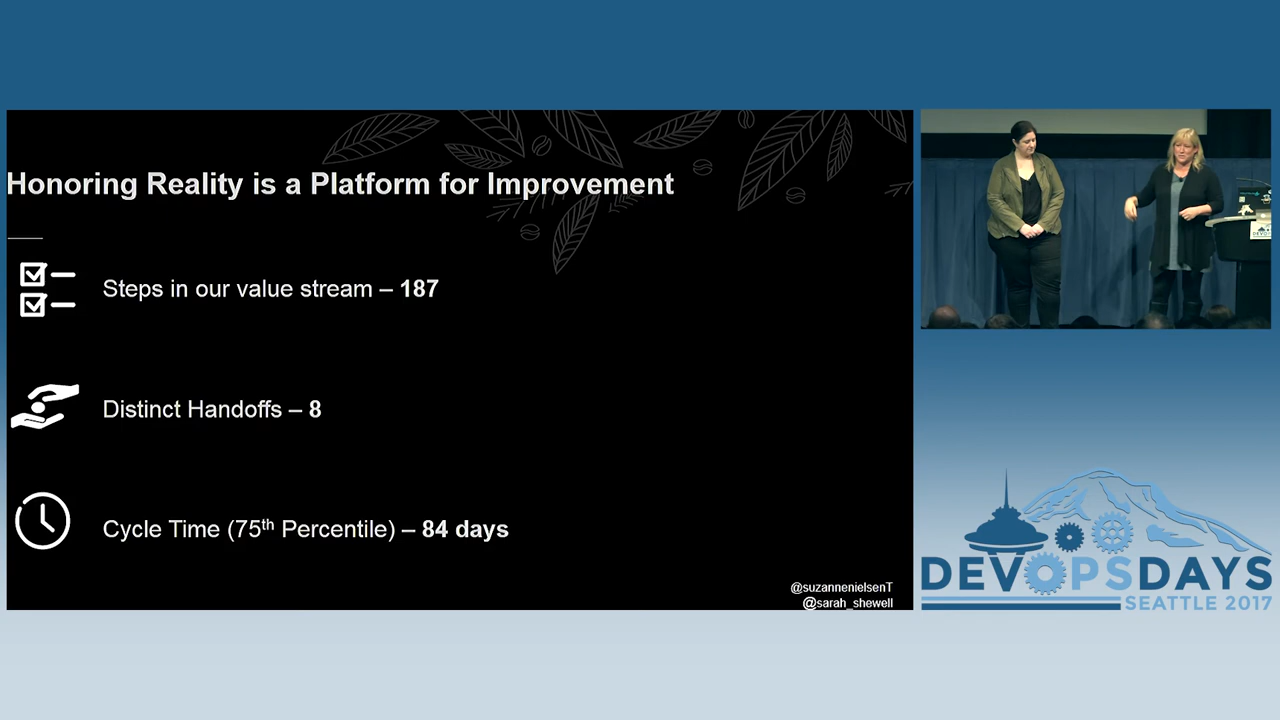 Honoring Reality is a Platform for Improvement
Steps in our value stream – 187
Distinct Handoffs – 8
Cycle Time (75th Percentile) – 84 days
@suzannenielsenT
@sarah_shewell
DEVOPSDAYS
SEATTLE 2017